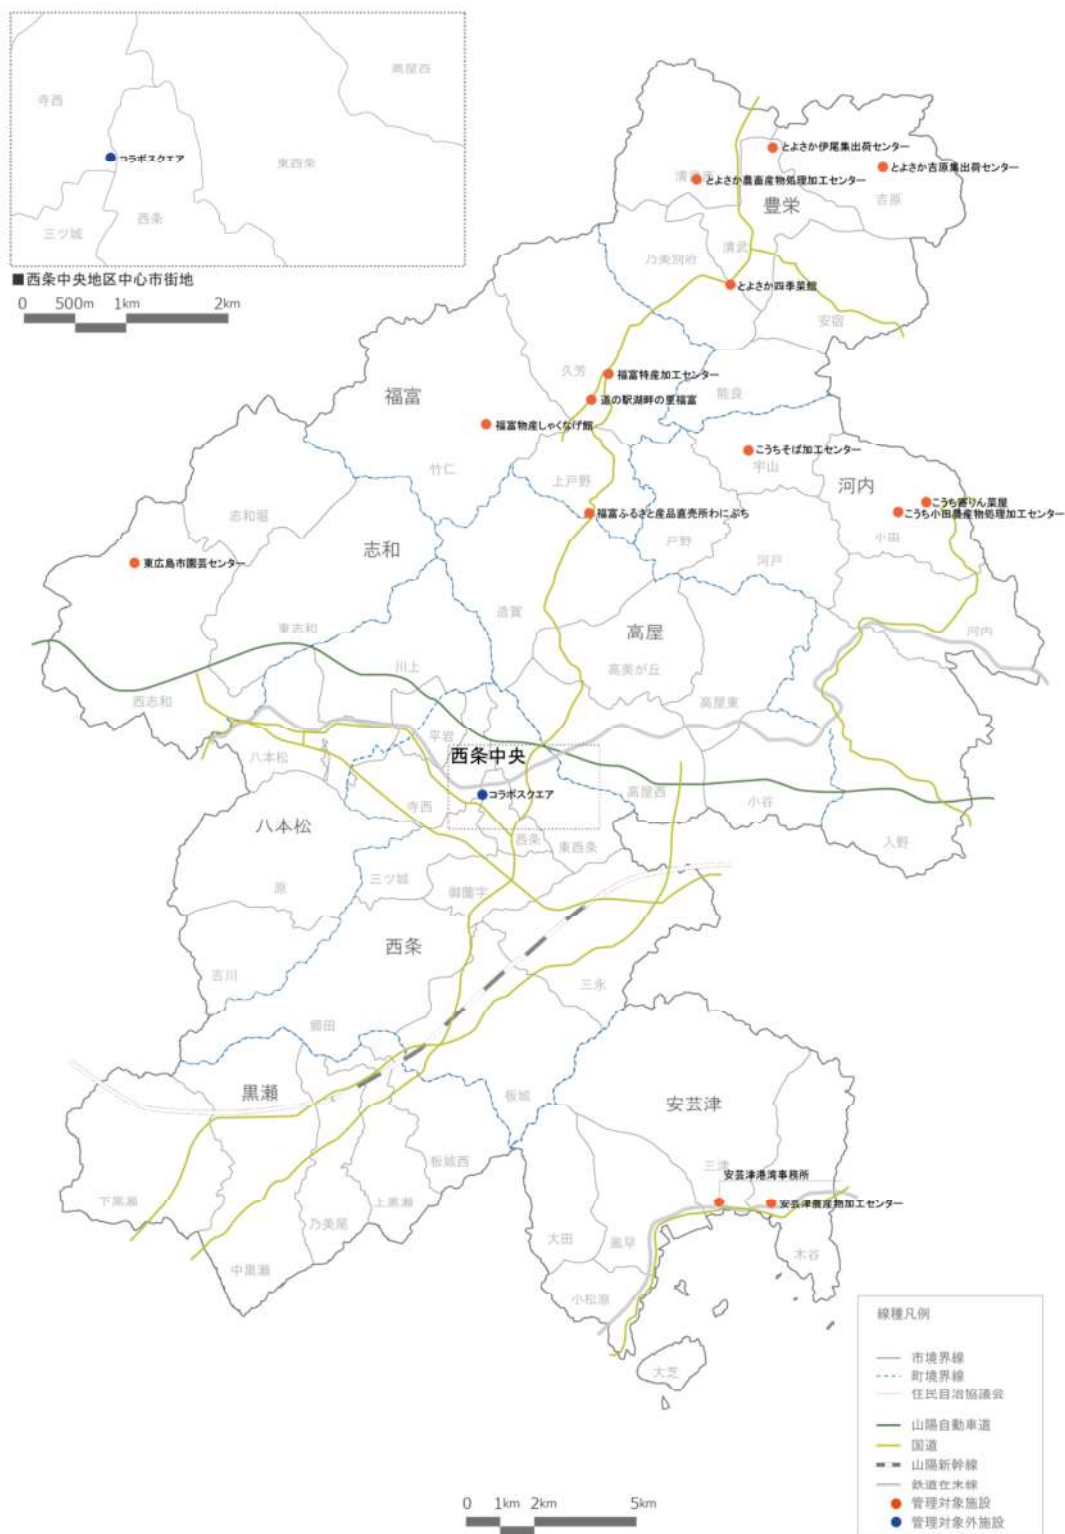 高屋西
寺西
コラボスクエア
東西条
西条
三ツ城
■西条中央地区中心市街地
0 500m 1km 2km
とよさか伊尾集出荷センター
とよさか吉原集出荷センター
とよさか農畜産物処理加工センター
豊栄
吉原
清武
乃美別府
とよさか四季菜館
安宿
久芳
福富特産加工センター
能良
福富
道の駅湖畔の里福富
福富物産しゃくなげ館
こうちそば加工センター
宇山
竹仁
上戸野
河内
こうち寄りん菜屋
こうち小田農産物処理加工センター
志和堀
福富ふるさと産品直売所わにぶち
戸野
小田
志和
東広島市園芸センター
河戸
造賀
東志和
高屋
河内
川上
高美が丘
西志和
高屋東
平岩
八本松
西条中央
コラボスクエア
高屋西
小谷
寺西
八本松
西条
東西条
入野
原
三ツ城
御薗宇
西条
吉川
三永
郷田
黒瀬
板城
安芸津
板城西
三津
安芸津港湾事務所
下黒瀬
上黒瀬
安芸津農産物加工センター
乃美尾
大田
風早
木谷
中黒瀬
小松原
大芝
線種凡例
市境界線
町境界線
住民自治協議会
山陽自動車道
国道
山陽新幹線
鉄道在来線
管理対象施設
管理対象外施設
0 1km 2km 5km